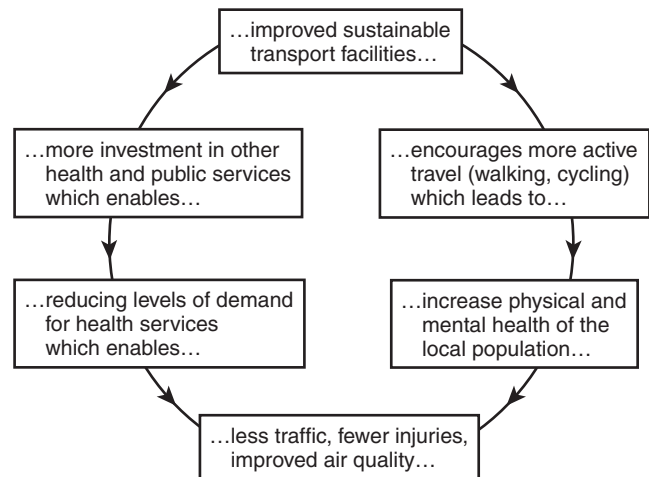 …improved sustainable
transport facilities…
…more investment in other
health and public services
which enables…
…encourages more active
travel (walking, cycling)
which leads to…
…reducing levels of demand
for health services
which enables…
…increase physical and
mental health of the
local population…
…less traffic, fewer injuries,
improved air quality…